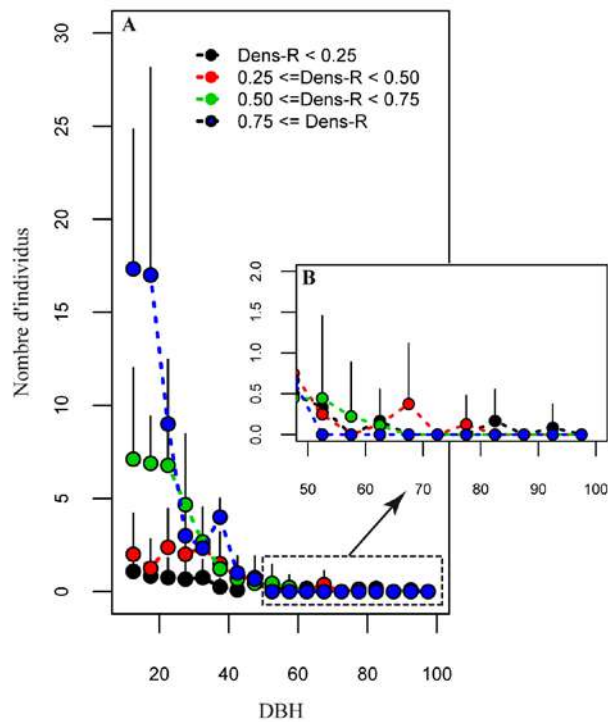 A
Dens-R < 0.25
0.25 <=Dens-R < 0.50
0.50 <=Dens-R < 0.75
0.75 <= Dens-R
Nombre d'individus
30
25
20
15
10
5
0
B
2.0
1.5
1.0
0.5
0.0
50 60 70 80 90 100
20 40 60 80 100
DBH